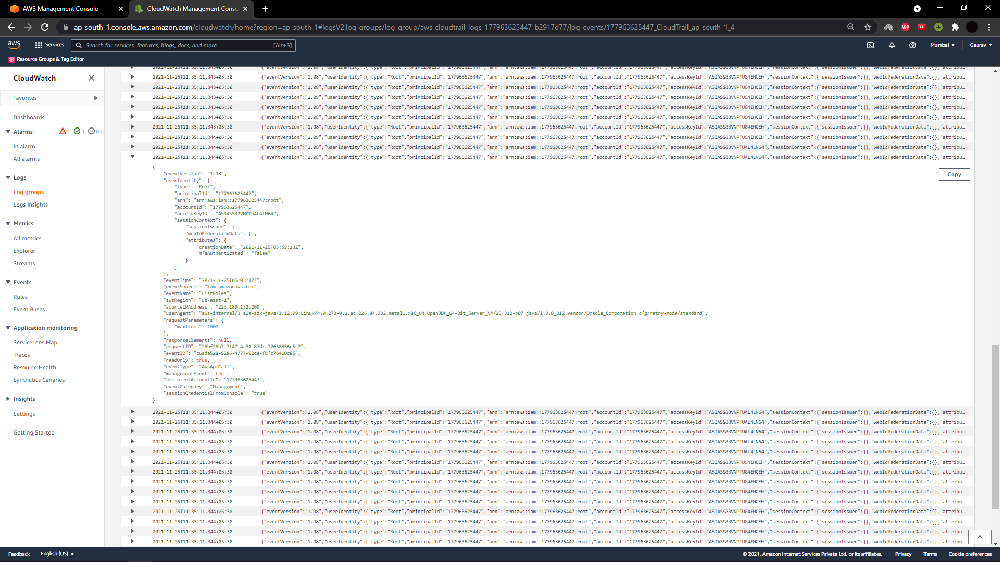 AWS Management Console
CloudWatch Management Conso
ap-south-1.console.aws.amazon.com/cloudwatch/home?region=ap-south-1#logsV2:log-groups/log-group/aws-cloudtrail-logs-177963625447-b2917d77/log-events/177963625447_CloudTrail_ap-south-1_4
ABP
aws Services Search for services, features, blogs, docs, and more [Alt+S] Mumbai ▼ Gaurav ▼
Resource Groups & Tag Editor
CloudWatch
Favorites
Dashboards
Alarms 1 1 0
In alarm
All alarms
Logs
Log groups
Logs Insights
Metrics
All metrics
Explorer
Streams
Events
Rules
Event Buses
Application monitoring
ServiceLens Map
Traces
Resource Health
Synthetics Canaries
Insights
Settings
Getting Started
2021-11-25T11:35:11.343+05:30 {"eventVersion":"1.08","userIdentity":{"type":"Root","principalId":"177963625447","arn":"arn:aws:iam::177963625447:root","accountId":"177963625447","accessKeyId":"ASIASS33VNPTUG4EHCEH","sessionContext":{"sessionIssuer":{},"webIdFederationData":{},"attribu…
2021-11-25T11:35:11.343+05:30 {"eventVersion":"1.08","userIdentity":{"type":"Root","principalId":"177963625447","arn":"arn:aws:iam::177963625447:root","accountId":"177963625447","accessKeyId":"ASIASS33VNPTUG4EHCEH","sessionContext":{"sessionIssuer":{},"webIdFederationData":{},"attribu…
2021-11-25T11:35:11.343+05:30 {"eventVersion":"1.08","userIdentity":{"type":"Root","principalId":"177963625447","arn":"arn:aws:iam::177963625447:root","accountId":"177963625447","accessKeyId":"ASIASS33VNPTUG4EHCEH","sessionContext":{"sessionIssuer":{},"webIdFederationData":{},"attribu…
2021-11-25T11:35:11.343+05:30 {"eventVersion":"1.08","userIdentity":{"type":"Root","principalId":"177963625447","arn":"arn:aws:iam::177963625447:root","accountId":"177963625447","accessKeyId":"ASIASS33VNPTUG4EHCEH","sessionContext":{"sessionIssuer":{},"webIdFederationData":{},"attribu…
2021-11-25T11:35:11.343+05:30 {"eventVersion":"1.08","userIdentity":{"type":"Root","principalId":"177963625447","arn":"arn:aws:iam::177963625447:root","accountId":"177963625447","accessKeyId":"ASIASS33VNPTUG4EHCEH","sessionContext":{"sessionIssuer":{},"webIdFederationData":{},"attribu…
2021-11-25T11:35:11.343+05:30 {"eventVersion":"1.08","userIdentity":{"type":"Root","principalId":"177963625447","arn":"arn:aws:iam::177963625447:root","accountId":"177963625447","accessKeyId":"ASIASS33VNPTUG4EHCEH","sessionContext":{"sessionIssuer":{},"webIdFederationData":{},"attribu…
2021-11-25T11:35:11.343+05:30 {"eventVersion":"1.08","userIdentity":{"type":"Root","principalId":"177963625447","arn":"arn:aws:iam::177963625447:root","accountId":"177963625447","accessKeyId":"ASIASS33VNPTUG4EHCEH","sessionContext":{"sessionIssuer":{},"webIdFederationData":{},"attribu…
2021-11-25T11:35:11.344+05:30 {"eventVersion":"1.08","userIdentity":{"type":"Root","principalId":"177963625447","arn":"arn:aws:iam::177963625447:root","accountId":"177963625447","accessKeyId":"ASIASS33VNPTUG4EHCEH","sessionContext":{"sessionIssuer":{},"webIdFederationData":{},"attribu…
2021-11-25T11:35:11.344+05:30 {"eventVersion":"1.08","userIdentity":{"type":"Root","principalId":"177963625447","arn":"arn:aws:iam::177963625447:root","accountId":"177963625447","accessKeyId":"ASIASS33VNPTUAL4LN64","sessionContext":{"sessionIssuer":{},"webIdFederationData":{},"attribu…
2021-11-25T11:35:11.344+05:30 {"eventVersion":"1.08","userIdentity":{"type":"Root","principalId":"177963625447","arn":"arn:aws:iam::177963625447:root","accountId":"177963625447","accessKeyId":"ASIASS33VNPTUAL4LN64","sessionContext":{"sessionIssuer":{},"webIdFederationData":{},"attribu…
Copy
{
"eventVersion": "1.08",
"userIdentity": {
"type": "Root",
"principalId": "177963625447",
"arn": "arn:aws:iam::177963625447:root",
"accountId": "177963625447",
"accessKeyId": "ASIASS33VNPTUAL4LN64",
"sessionContext": {
"sessionIssuer": {},
"webIdFederationData": {},
"attributes": {
"creationDate": "2021-11-25T05:55:13Z",
"mfaAuthenticated": "false"
}
}
},
"eventTime": "2021-11-25T06:03:17Z",
"eventSource": "iam.amazonaws.com",
"eventName": "ListRoles",
"awsRegion": "us-east-1",
"sourceIPAddress": "223.189.132.209",
"userAgent": "aws-internal/3 aws-sdk-java/1.12.99 Linux/4.9.273-0.1.ac.226.84.332.metal1.x86_64 OpenJDK_64-Bit_Server_VM/25.312-b07 java/1.8.0_312 vendor/Oracle_Corporation cfg/retry-mode/standard",
"requestParameters": {
"maxItems": 1000
},
"responseElements": null,
"requestID": "28bf28b7-7147-4a31-87dc-72630856c5c2",
"eventID": "c6ada528-9286-4777-92ce-f8fc76410c85",
"readOnly": true,
"eventType": "AwsApiCall",
"managementEvent": true,
"recipientAccountId": "177963625447",
"eventCategory": "Management",
"sessionCredentialFromConsole": "true"
}
2021-11-25T11:35:11.344+05:30 {"eventVersion":"1.08","userIdentity":{"type":"Root","principalId":"177963625447","arn":"arn:aws:iam::177963625447:root","accountId":"177963625447","accessKeyId":"ASIASS33VNPTUAL4LN64","sessionContext":{"sessionIssuer":{},"webIdFederationData":{},"attribu…
2021-11-25T11:35:11.344+05:30 {"eventVersion":"1.08","userIdentity":{"type":"Root","principalId":"177963625447","arn":"arn:aws:iam::177963625447:root","accountId":"177963625447","accessKeyId":"ASIASS33VNPTUAL4LN64","sessionContext":{"sessionIssuer":{},"webIdFederationData":{},"attribu…
2021-11-25T11:35:11.344+05:30 {"eventVersion":"1.08","userIdentity":{"type":"Root","principalId":"177963625447","arn":"arn:aws:iam::177963625447:root","accountId":"177963625447","accessKeyId":"ASIASS33VNPTUAL4LN64","sessionContext":{"sessionIssuer":{},"webIdFederationData":{},"attribu…
2021-11-25T11:35:11.344+05:30 {"eventVersion":"1.08","userIdentity":{"type":"Root","principalId":"177963625447","arn":"arn:aws:iam::177963625447:root","accountId":"177963625447","accessKeyId":"ASIASS33VNPTUAL4LN64","sessionContext":{"sessionIssuer":{},"webIdFederationData":{},"attribu…
2021-11-25T11:35:11.344+05:30 {"eventVersion":"1.08","userIdentity":{"type":"Root","principalId":"177963625447","arn":"arn:aws:iam::177963625447:root","accountId":"177963625447","accessKeyId":"ASIASS33VNPTUAL4LN64","sessionContext":{"sessionIssuer":{},"webIdFederationData":{},"attribu…
2021-11-25T11:35:11.344+05:30 {"eventVersion":"1.08","userIdentity":{"type":"Root","principalId":"177963625447","arn":"arn:aws:iam::177963625447:root","accountId":"177963625447","accessKeyId":"ASIASS33VNPTUG4EHCEH","sessionContext":{"sessionIssuer":{},"webIdFederationData":{},"attribu…
2021-11-25T11:35:11.344+05:30 {"eventVersion":"1.08","userIdentity":{"type":"Root","principalId":"177963625447","arn":"arn:aws:iam::177963625447:root","accountId":"177963625447","accessKeyId":"ASIASS33VNPTUG4EHCEH","sessionContext":{"sessionIssuer":{},"webIdFederationData":{},"attribu…
2021-11-25T11:35:11.344+05:30 {"eventVersion":"1.08","userIdentity":{"type":"Root","principalId":"177963625447","arn":"arn:aws:iam::177963625447:root","accountId":"177963625447","accessKeyId":"ASIASS33VNPTUG4EHCEH","sessionContext":{"sessionIssuer":{},"webIdFederationData":{},"attribu…
2021-11-25T11:35:11.344+05:30 {"eventVersion":"1.08","userIdentity":{"type":"Root","principalId":"177963625447","arn":"arn:aws:iam::177963625447:root","accountId":"177963625447","accessKeyId":"ASIASS33VNPTUG4EHCEH","sessionContext":{"sessionIssuer":{},"webIdFederationData":{},"attribu…
2021-11-25T11:35:11.344+05:30 {"eventVersion":"1.08","userIdentity":{"type":"Root","principalId":"177963625447","arn":"arn:aws:iam::177963625447:root","accountId":"177963625447","accessKeyId":"ASIASS33VNPTUG4EHCEH","sessionContext":{"sessionIssuer":{},"webIdFederationData":{},"attribu…
2021-11-25T11:35:11.344+05:30 {"eventVersion":"1.08","userIdentity":{"type":"Root","principalId":"177963625447","arn":"arn:aws:iam::177963625447:root","accountId":"177963625447","accessKeyId":"ASIASS33VNPTUG4EHCEH","sessionContext":{"sessionIssuer":{},"webIdFederationData":{},"attribu…
2021-11-25T11:35:11.344+05:30 {"eventVersion":"1.08","userIdentity":{"type":"Root","principalId":"177963625447","arn":"arn:aws:iam::177963625447:root","accountId":"177963625447","accessKeyId":"ASIASS33VNPTUG4EHCEH","sessionContext":{"sessionIssuer":{},"webIdFederationData":{},"attribu…
2021-11-25T11:35:11.344+05:30 {"eventVersion":"1.08","userIdentity":{"type":"Root","principalId":"177963625447","arn":"arn:aws:iam::177963625447:root","accountId":"177963625447","accessKeyId":"ASIASS33VNPTUG4EHCEH","sessionContext":{"sessionIssuer":{},"webIdFederationData":{},"attribu…
2021-11-25T11:35:11.344+05:30 {"eventVersion":"1.08","userIdentity":{"type":"Root","principalId":"177963625447","arn":"arn:aws:iam::177963625447:root","accountId":"177963625447","accessKeyId":"ASIASS33VNPTUG4EHCEH","sessionContext":{"sessionIssuer":{},"webIdFederationData":{},"attribu…
Feedback English (US) ▼ © 2021, Amazon Internet Services Private Ltd. or its affiliates. Privacy Terms Cookie preferences